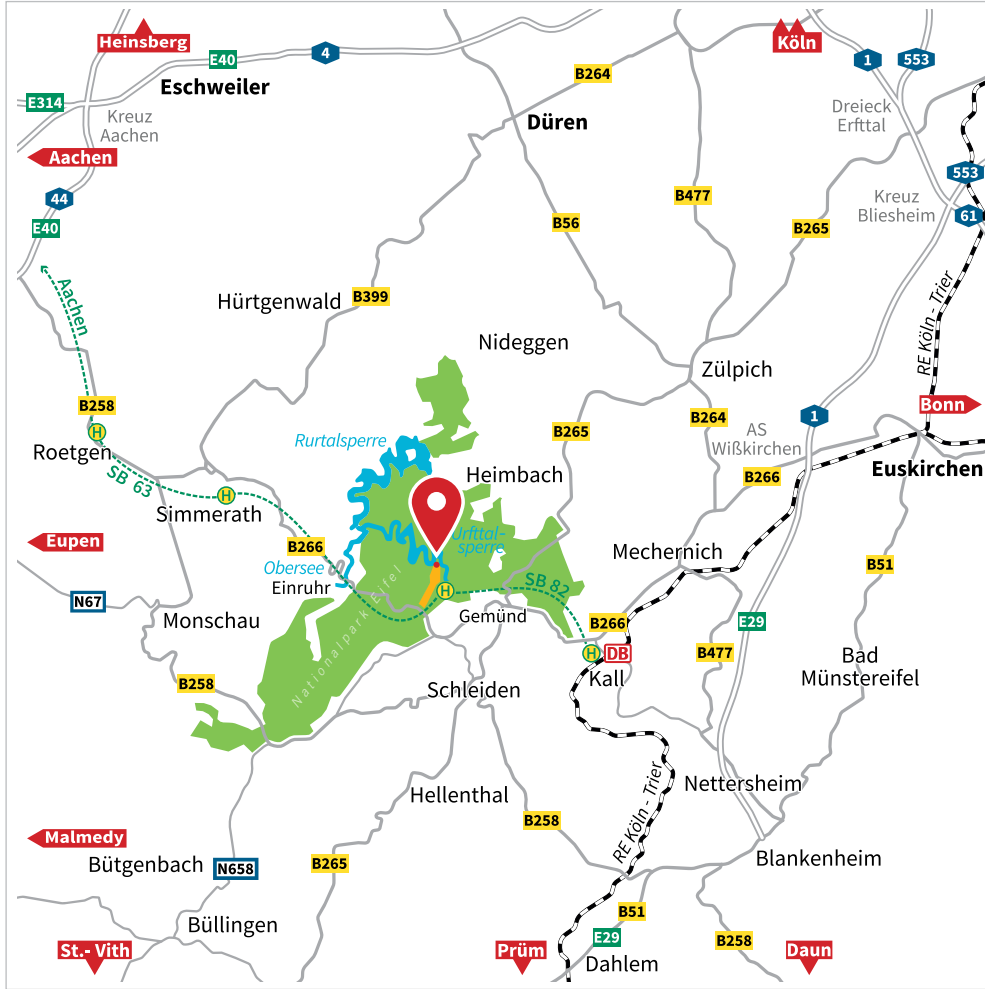 Heinsberg
Köln
E40
4
1
553
Eschweiler
B264
E314
Kreuz
Aachen
Dreieck
Erfttal
Düren
Aachen
553
44
B477
Kreuz
Bliesheim
61
E40
B56
B265
Aachen
Hürtgenwald
B399
RE Köln - Trier
Nideggen
Zülpich
B258
Bonn
B264
1
Roetgen
Rurtalsperre
B265
AS
Wißkirchen
Euskirchen
SB 63
Heimbach
B266
Simmerath
Eupen
B266
Urfttal-
sperre
Mechernich
Obersee
B51
Einruhr
SB 82
N67
Nationalpark Eifel
Gemünd
Monschau
B266
E29
DB
B477
Bad
Münstereifel
Kall
B258
Schleiden
H
H
H
H
Nettersheim
Hellenthal
B258
RE Köln - Trier
Malmedy
Bütgenbach
N658
B265
Blankenheim
Büllingen
B51
St.- Vith
Prüm
E29
B258
Daun
Dahlem